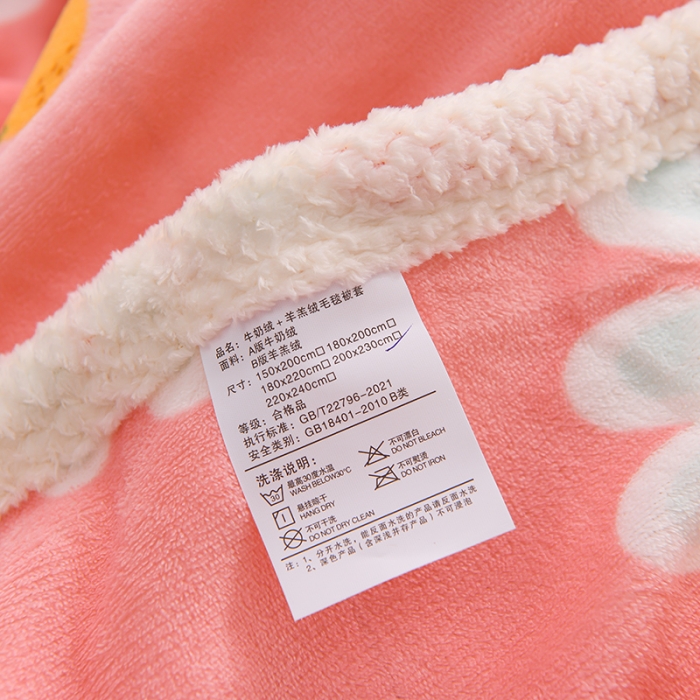 品名：牛奶绒+羊羔绒毛毯被套
面料：A版牛奶绒
B版羊羔绒
尺寸：150x200cm□ 180x200cm□
180x220cm□ 200x230cm□
220x240cm□
等级：合格品
执行标准：GB/T22796-2021
安全类别：GB18401-2010 B类
洗涤说明：
30 最高30度水温 不可漂白
WASH BELOW30°C DO NOT BLEACH
悬挂晾干 不可熨烫
HANG DRY DO NOT IRON
不可干洗
DO NOT DRY CLEAN
注：1、分开水洗，能反面水洗的产品请反面水洗
2、深色产品（含深浅并存产品）不可浸泡